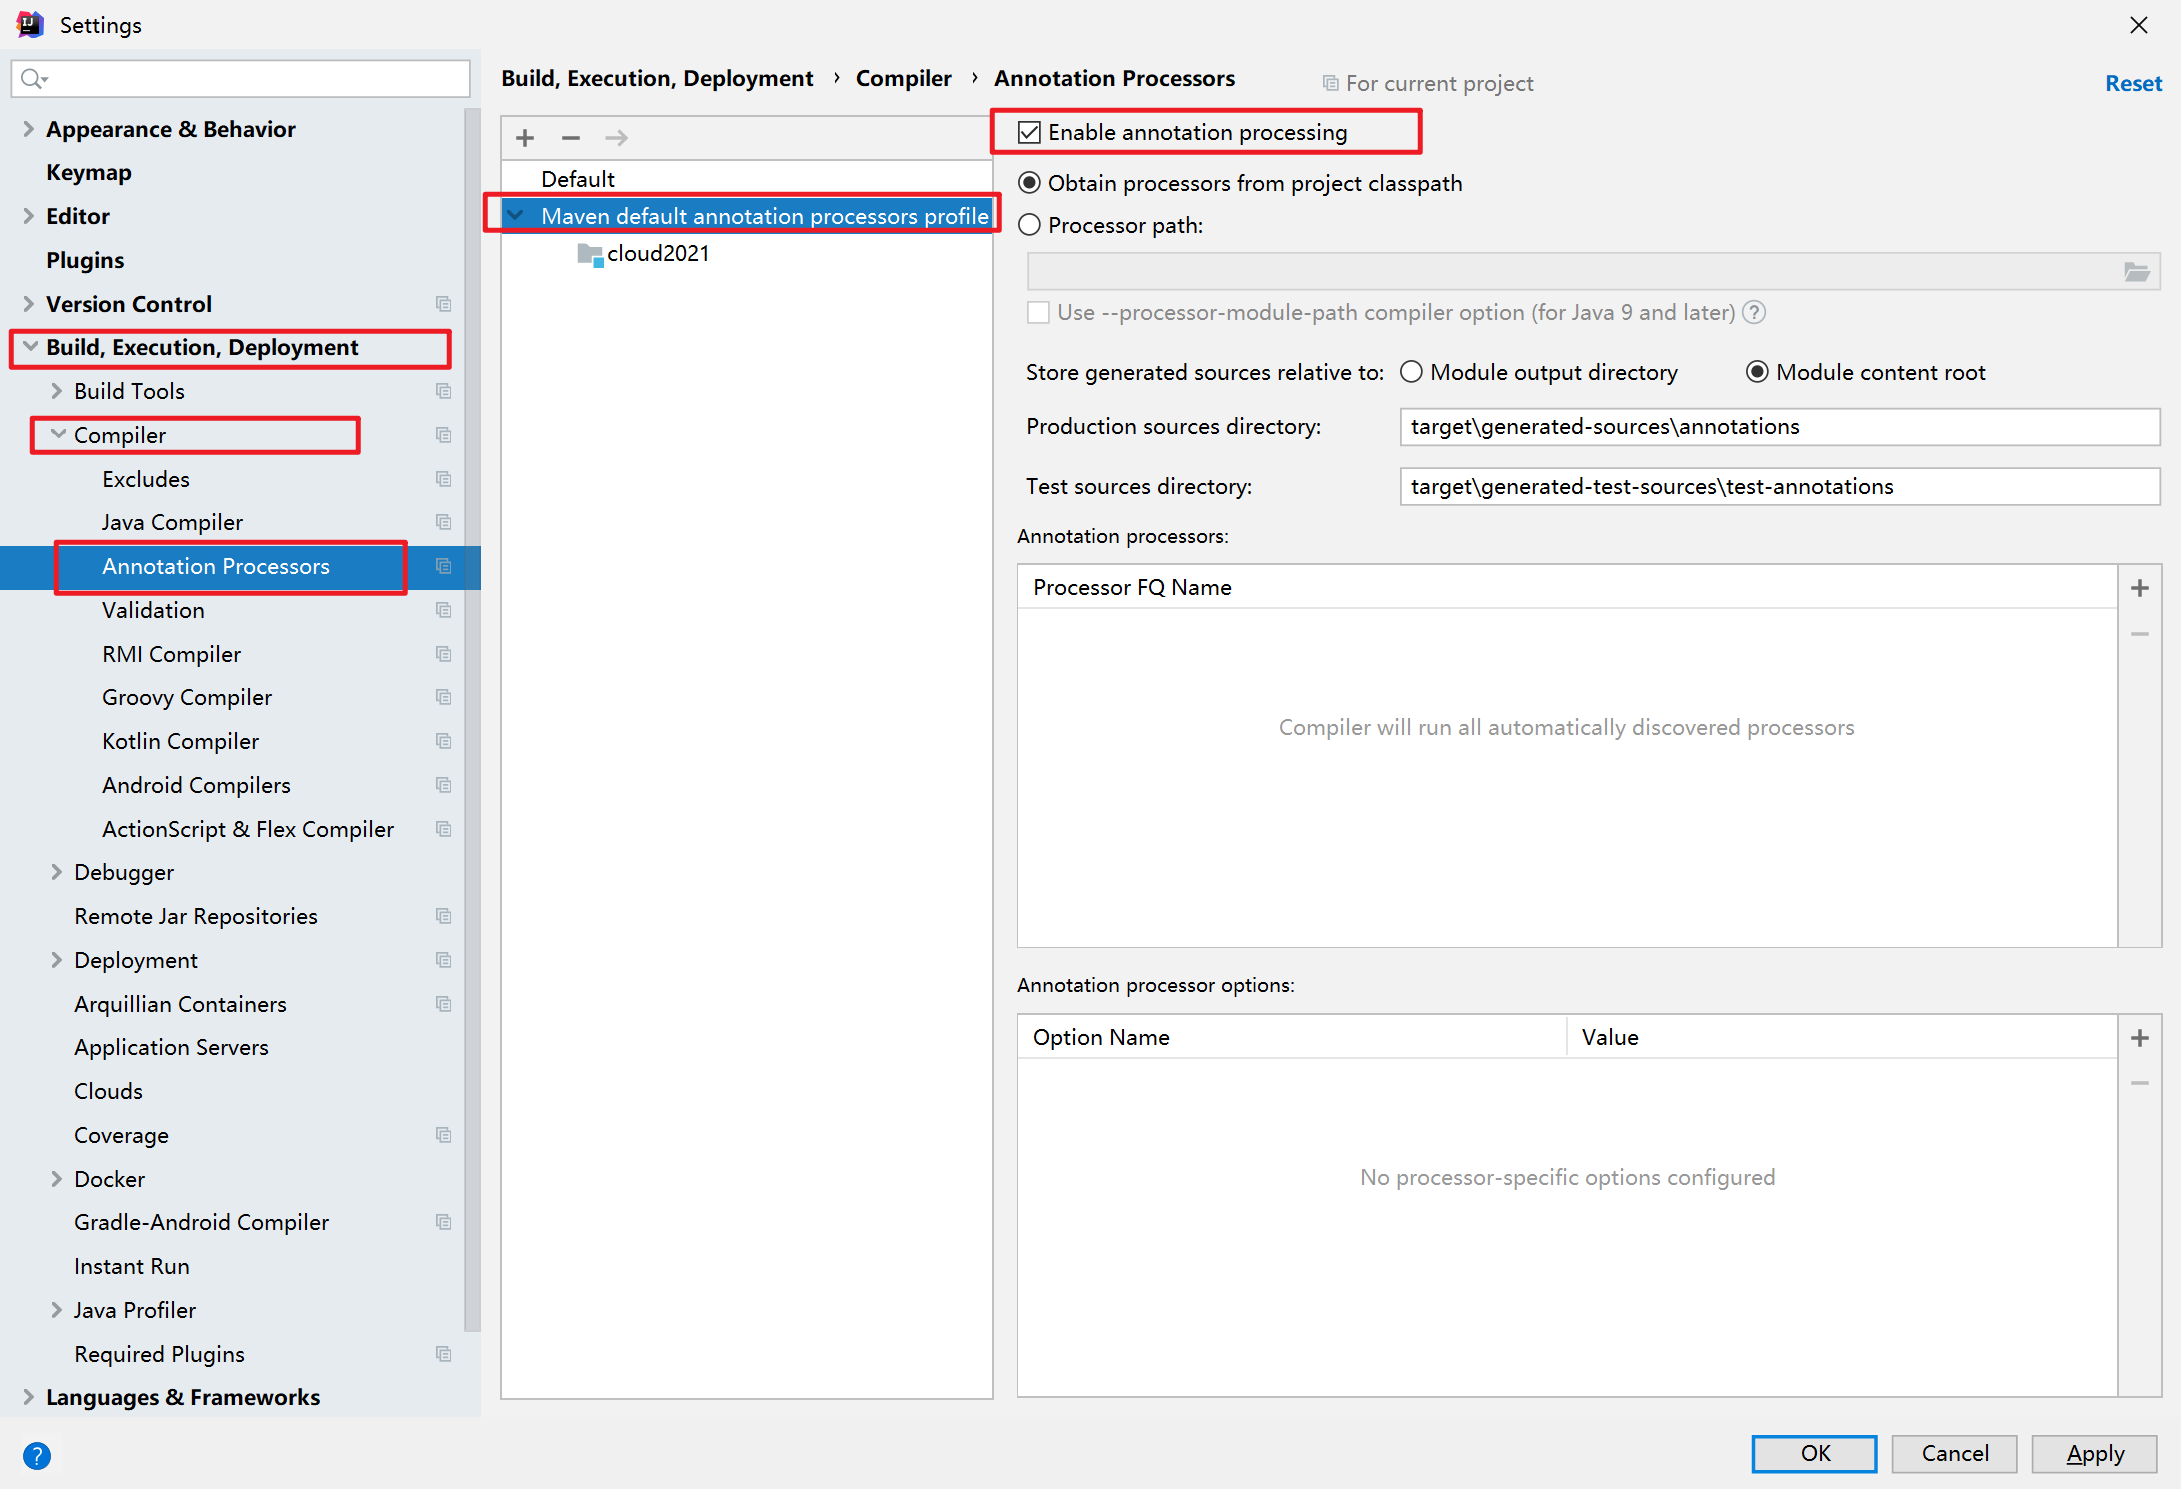 Settings
Appearance & Behavior
Keymap
Editor
Plugins
Version Control
Build, Execution, Deployment
Build Tools
Compiler
Excludes
Java Compiler
Annotation Processors
Validation
RMI Compiler
Groovy Compiler
Kotlin Compiler
Android Compilers
ActionScript & Flex Compiler
Debugger
Remote Jar Repositories
Deployment
Arquillian Containers
Application Servers
Clouds
Coverage
Docker
Gradle-Android Compiler
Instant Run
Java Profiler
Required Plugins
Languages & Frameworks
Build, Execution, Deployment › Compiler › Annotation Processors
For current project
Reset
Default
Maven default annotation processors profile
cloud2021
Enable annotation processing
Obtain processors from project classpath
Processor path:
Use --processor-module-path compiler option (for Java 9 and later)
Store generated sources relative to: Module output directory Module content root
Production sources directory: target\generated-sources\annotations
Test sources directory: target\generated-test-sources\test-annotations
Annotation processors:
Processor FQ Name
Compiler will run all automatically discovered processors
Annotation processor options:
Option Name Value
No processor-specific options configured
OK Cancel Apply